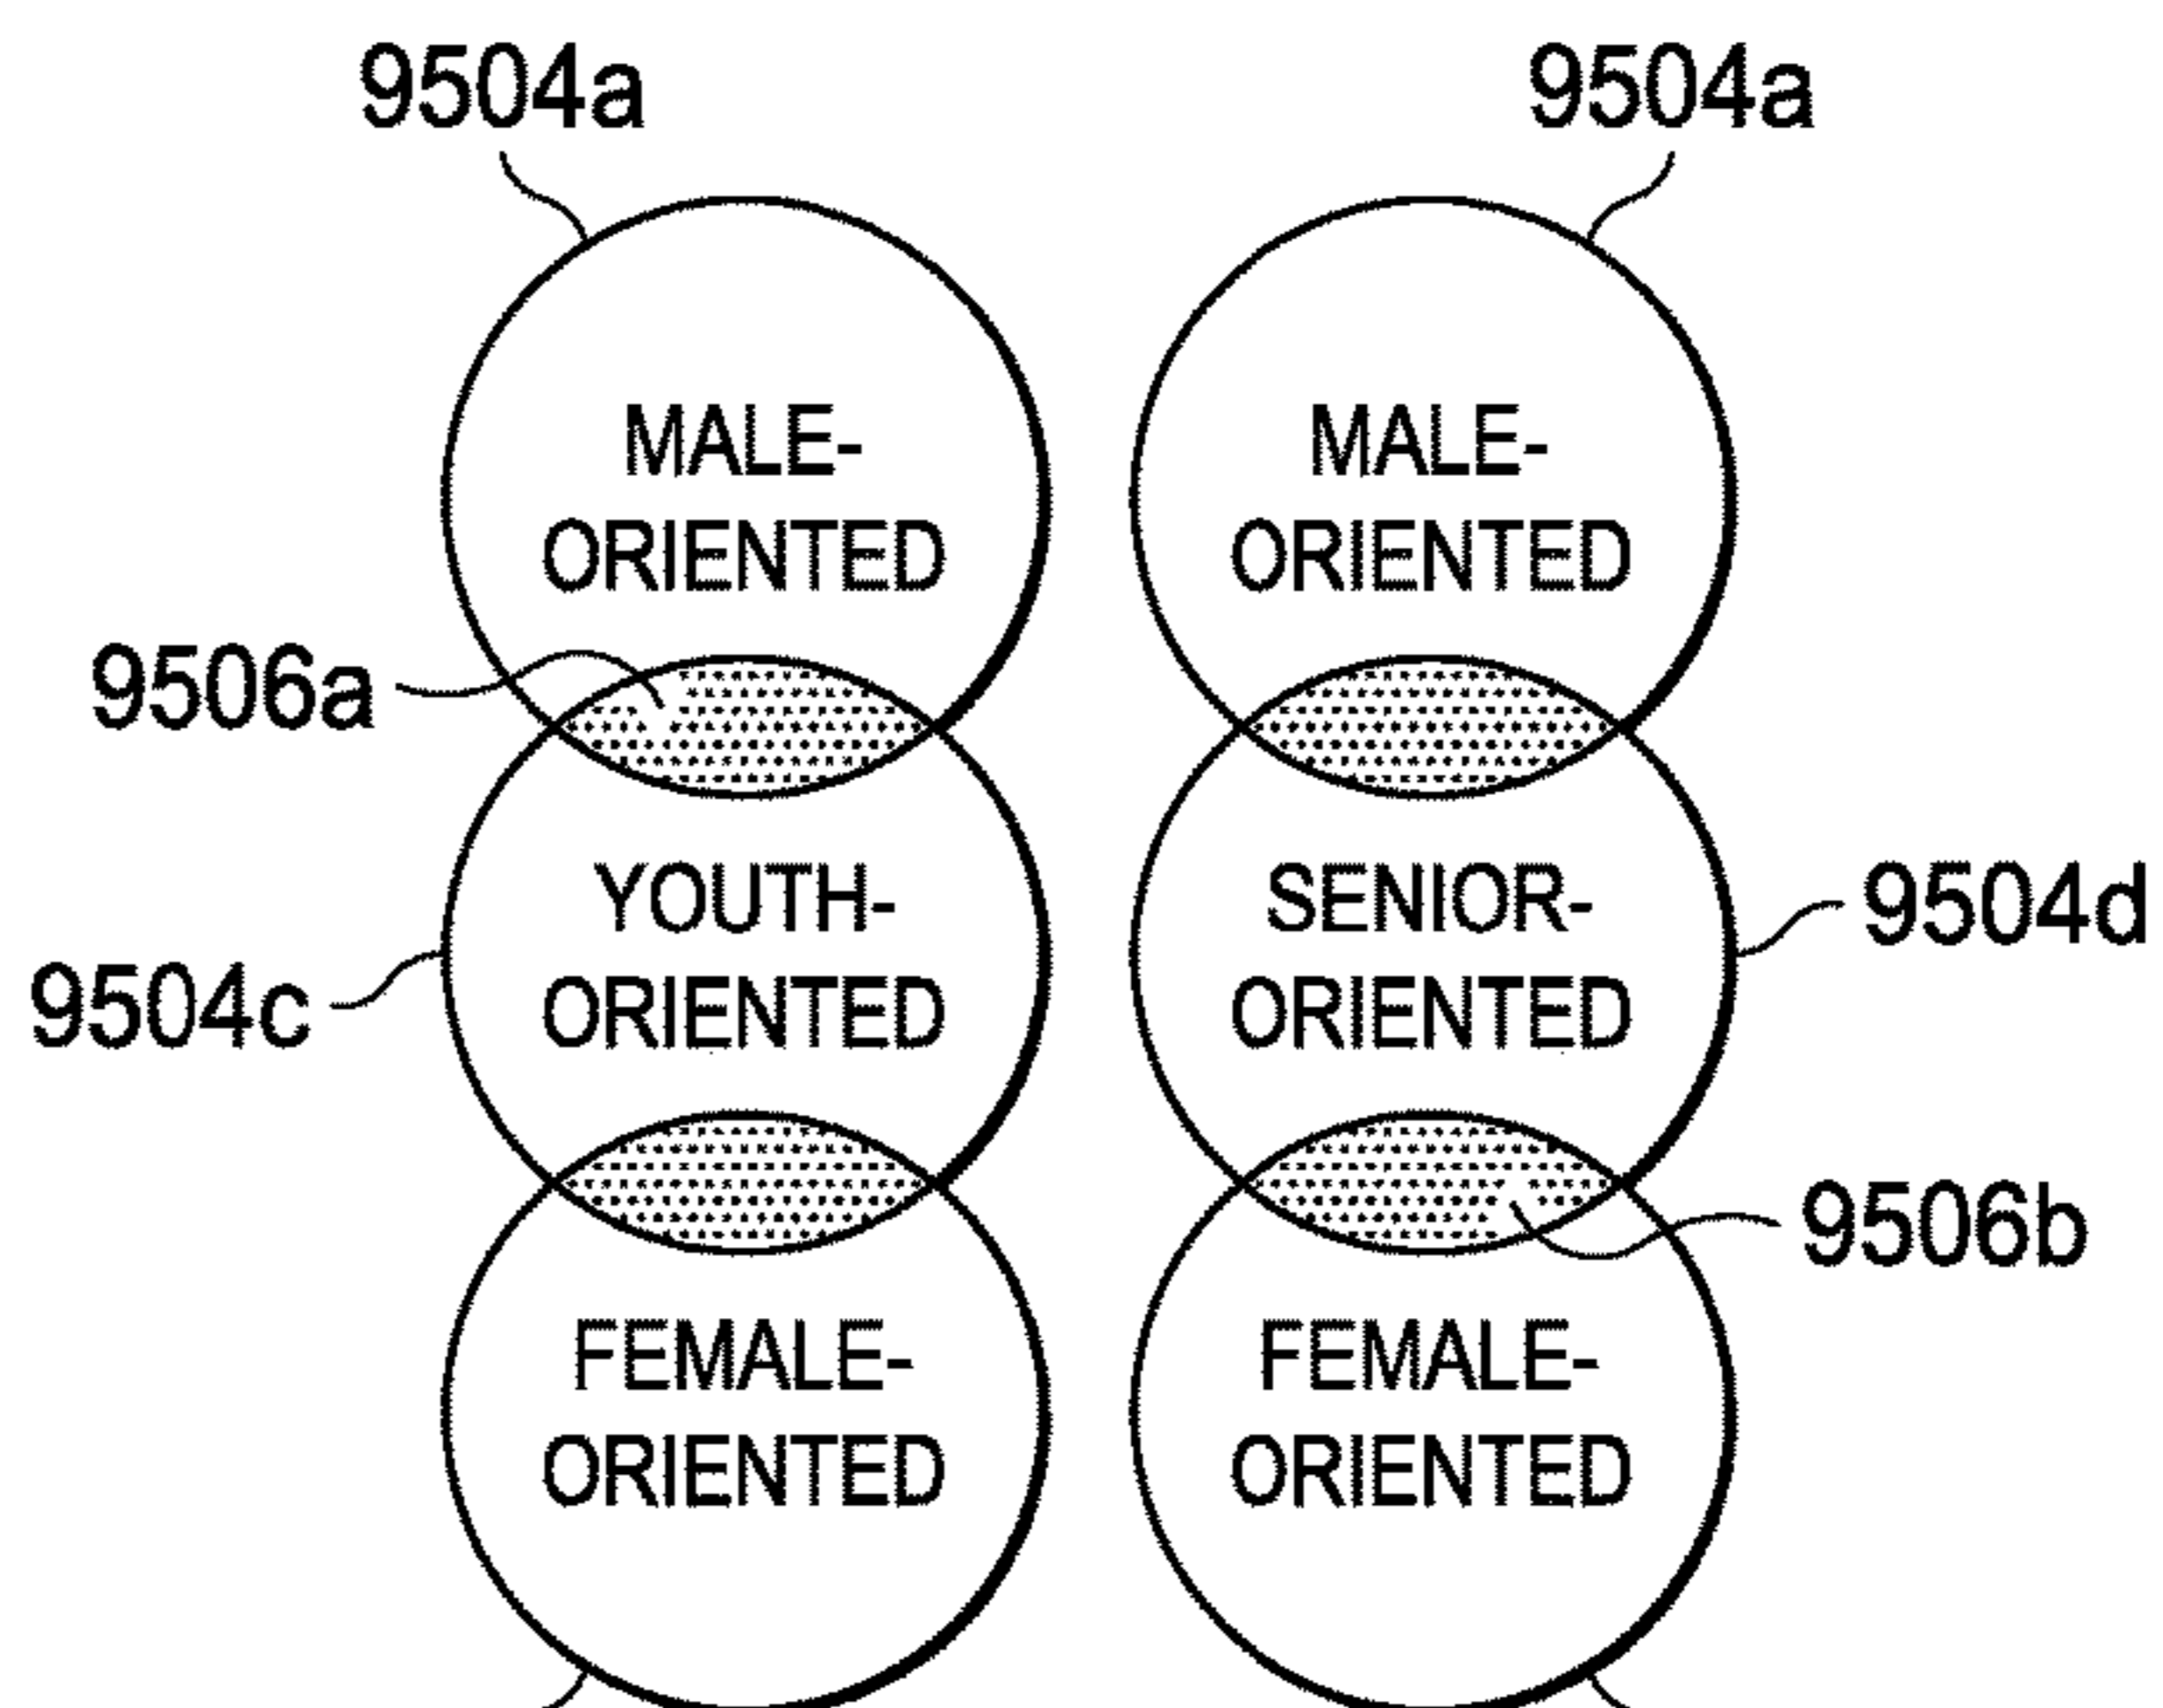 9504a
9504a
MALE-
ORIENTED
MALE-
ORIENTED
9506a
YOUTH-
ORIENTED
SENIOR-
ORIENTED
9504d
9504c
9506b
FEMALE-
ORIENTED
FEMALE-
ORIENTED